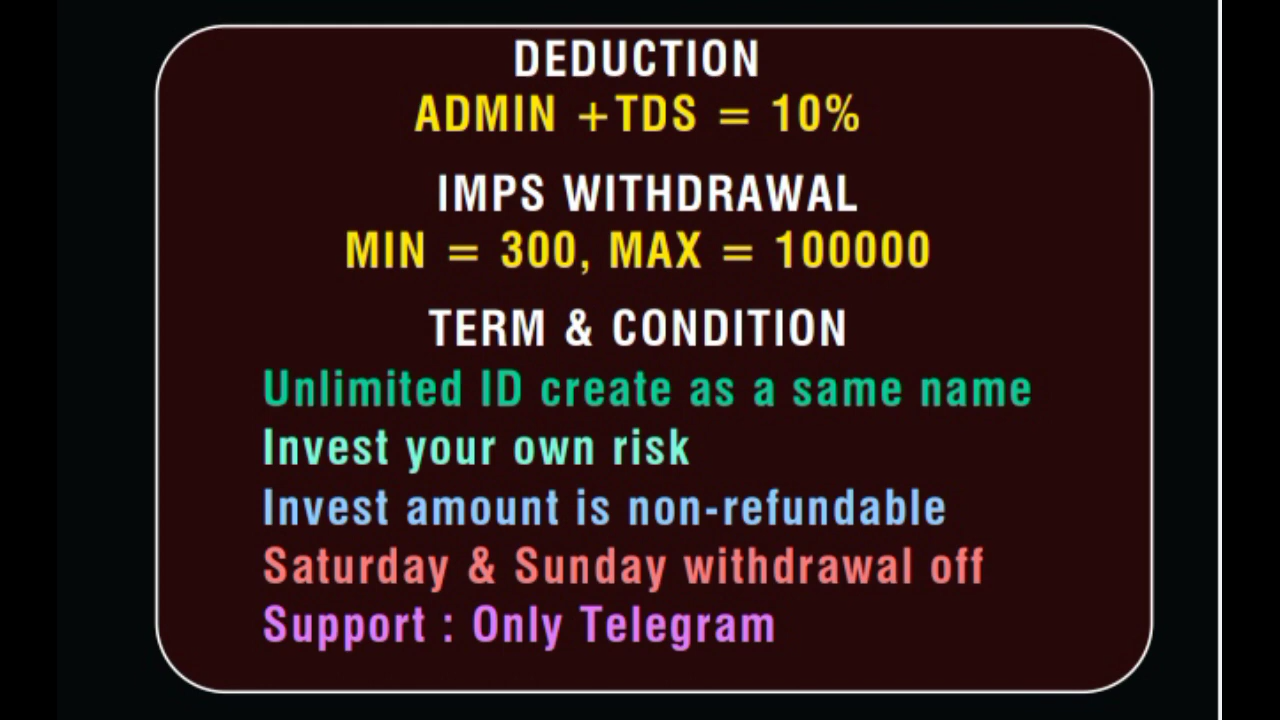 DEDUCTION
ADMIN +TDS = 10%
IMPS WITHDRAWAL
MIN = 300, MAX = 100000
TERM & CONDITION
Unlimited ID create as a same name
Invest your own risk
Invest amount is non-refundable
Saturday & Sunday withdrawal off
Support : Only Telegram